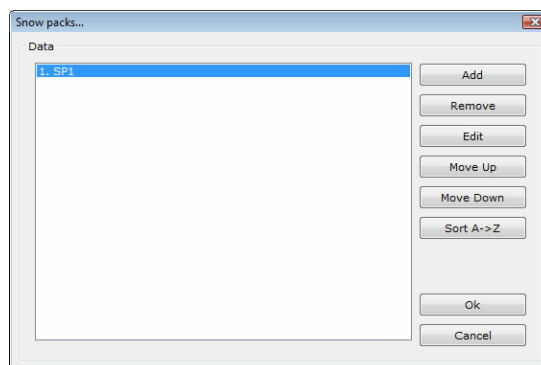 Snow packs...
Data
1. SP1
Add
Remove
Edit
Move Up
Move Down
Sort A->Z
Ok
Cancel